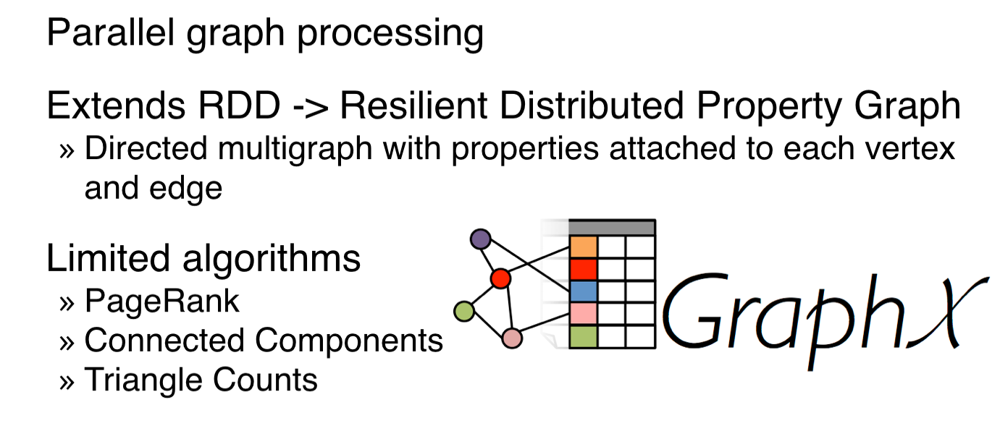 Parallel graph processing
Extends RDD -> Resilient Distributed Property Graph
» Directed multigraph with properties attached to each vertex
and edge
Limited algorithms
» PageRank
» Connected Components
» Triangle Counts
GraphX